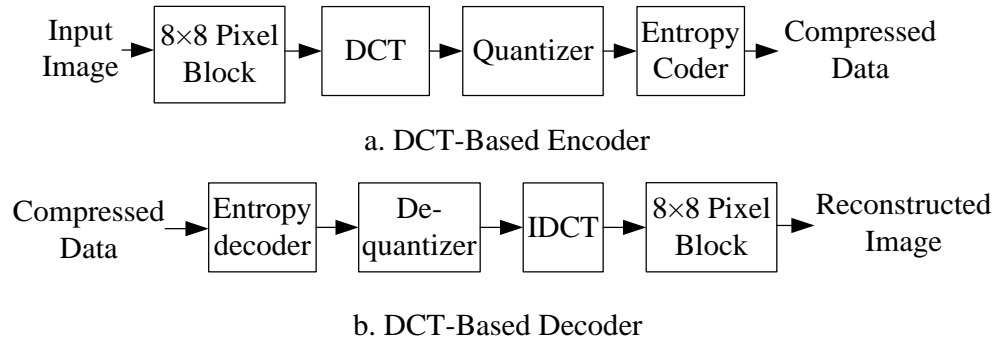 Input Image
8×8 Pixel Block
DCT
Quantizer
Entropy Coder
Compressed Data
a. DCT-Based Encoder
Compressed Data
Entropy decoder
De-quantizer
IDCT
8×8 Pixel Block
Reconstructed Image
b. DCT-Based Decoder